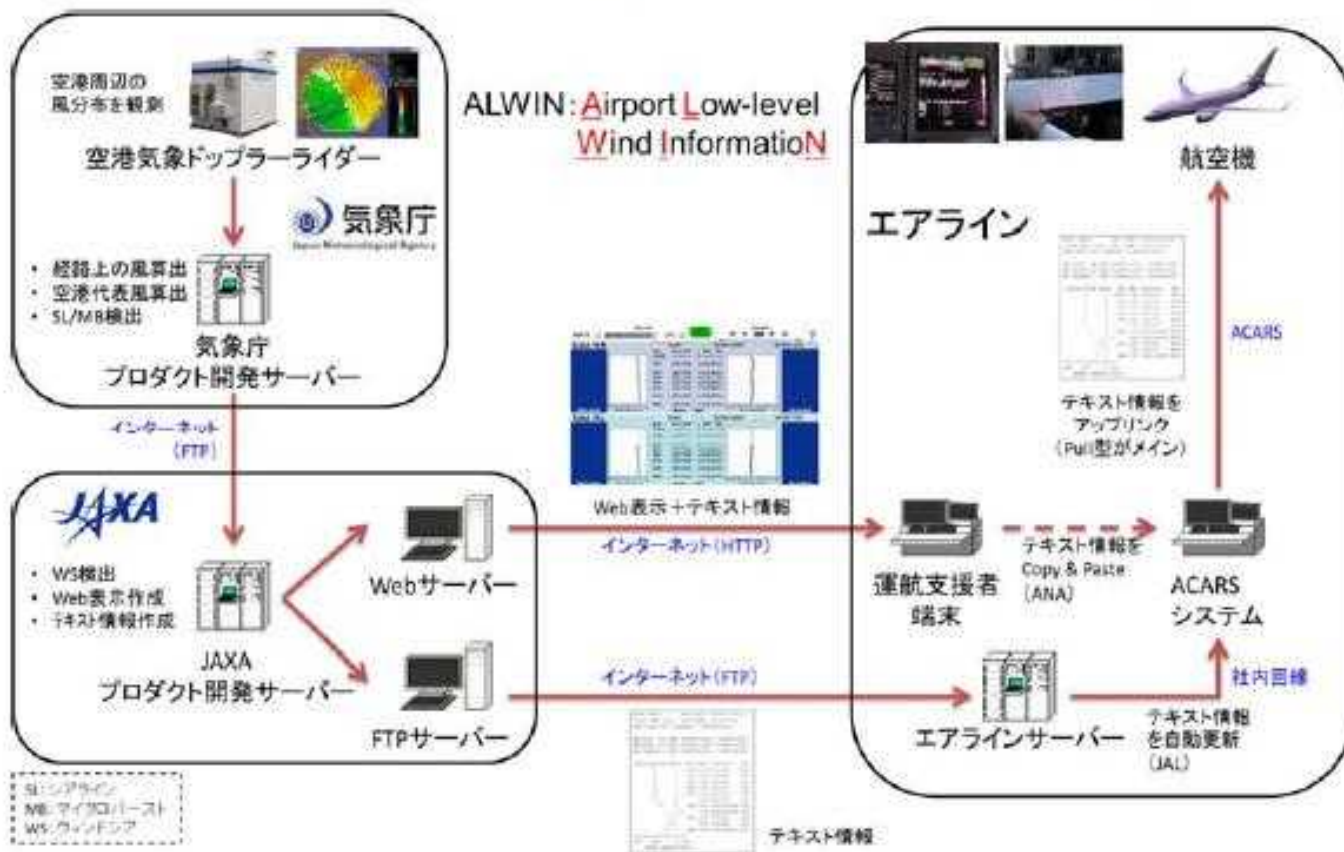 空港周辺の
風分布を観測
空港気象ドップラーライダー
気象庁
Japan Meteorological Agency
• 経路上の風算出
• 空港代表風算出
• SL/MB検出
気象庁
プロダクト開発サーバー
インターネット
(FTP)
ALWIN:Airport Low-level
Wind InformatioN
JAXA
• WS検出
• Web表示作成
• テキスト情報作成
JAXA
プロダクト開発サーバー
Webサーバー
FTPサーバー
Web表示+テキスト情報
インターネット(HTTP)
インターネット(FTP)
テキスト情報
エアライン
航空機
ACARS
テキスト情報を
アップリンク
(Pull型がメイン)
運航支援者
端末
テキスト情報を
Copy & Paste
(ANA)
ACARS
システム
エアラインサーバー
社内回線
テキスト情報
を自動更新
(JAL)
SL:シアライン
MB:マイクロバースト
WS:ウィンドシア